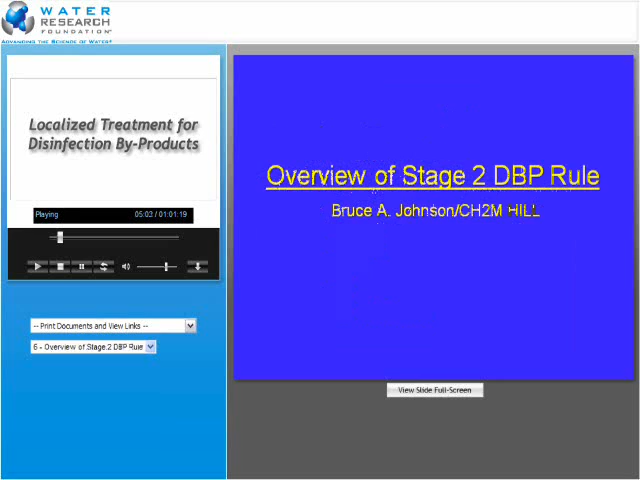 WATER
RESEARCH
FOUNDATION
ADVANCING THE SCIENCE OF WATER®
Localized Treatment for
Disinfection By-Products
Playing 05:03 / 01:01:19
-- Print Documents and View Links --
6 - Overview of Stage 2 DBP Rule
Overview of Stage 2 DBP Rule
Bruce A. Johnson/CH2M HILL
View Slide Full-Screen